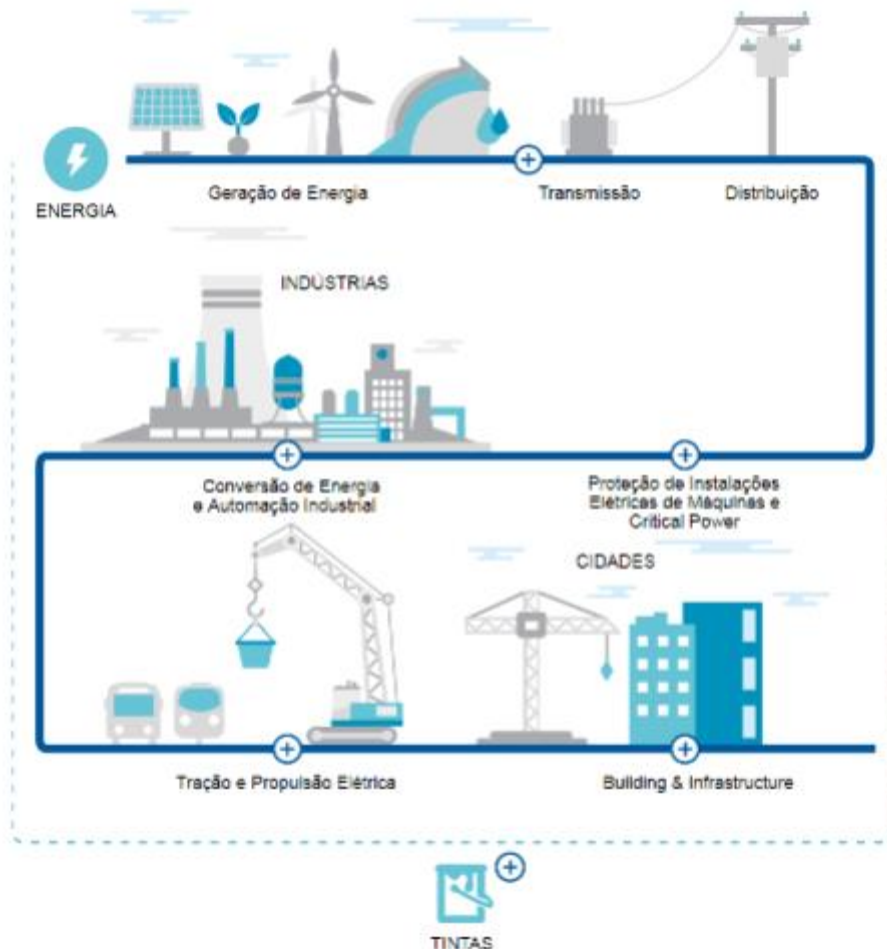 ENERGIA
Geração de Energia
Transmissão
Distribuição
INDÚSTRIAS
Conversão de Energia
e Automação Industrial
Proteção de Instalações
Elétricas de Máquinas e
Critical Power
CIDADES
Tração e Propulsão Elétrica
Building & Infrastructure
TINTAS